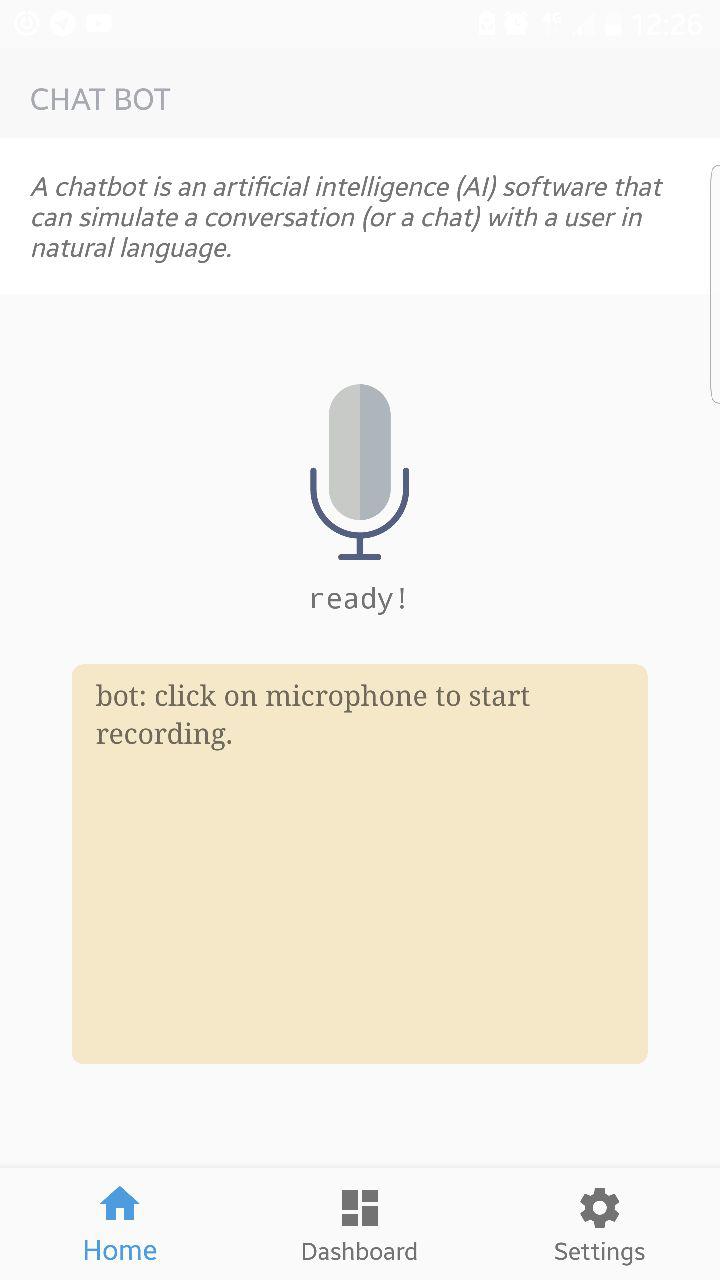 4G 12:26
CHAT BOT
A chatbot is an artificial intelligence (AI) software that
can simulate a conversation (or a chat) with a user in
natural language.
ready!
bot: click on microphone to start
recording.
Home Dashboard Settings